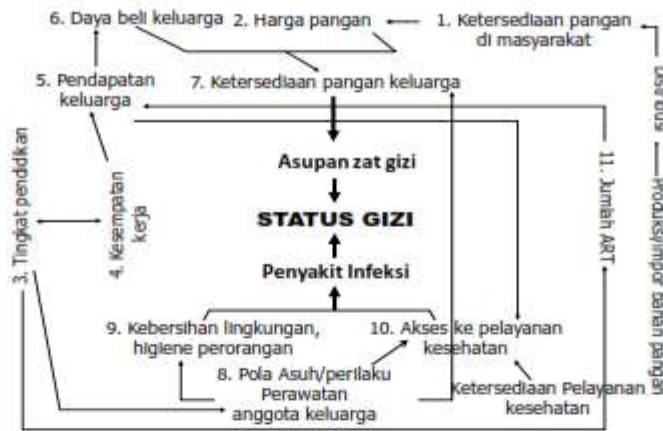 6. Daya beli keluarga
2. Harga pangan
1. Ketersediaan pangan
di masyarakat
5. Pendapatan
keluarga
7. Ketersediaan pangan keluarga
Asupan zat gizi
STATUS GIZI
Penyakit Infeksi
3. Tingkat pendidikan
4. Kesempatan
kerja
11. Jumlah ART
Distribusi
Produksi/impor bahan pangan
9. Kebersihan lingkungan,
higiene perorangan
10. Akses ke pelayanan
kesehatan
8. Pola Asuh/perilaku
Perawatan
anggota keluarga
Ketersediaan Pelayanan
kesehatan